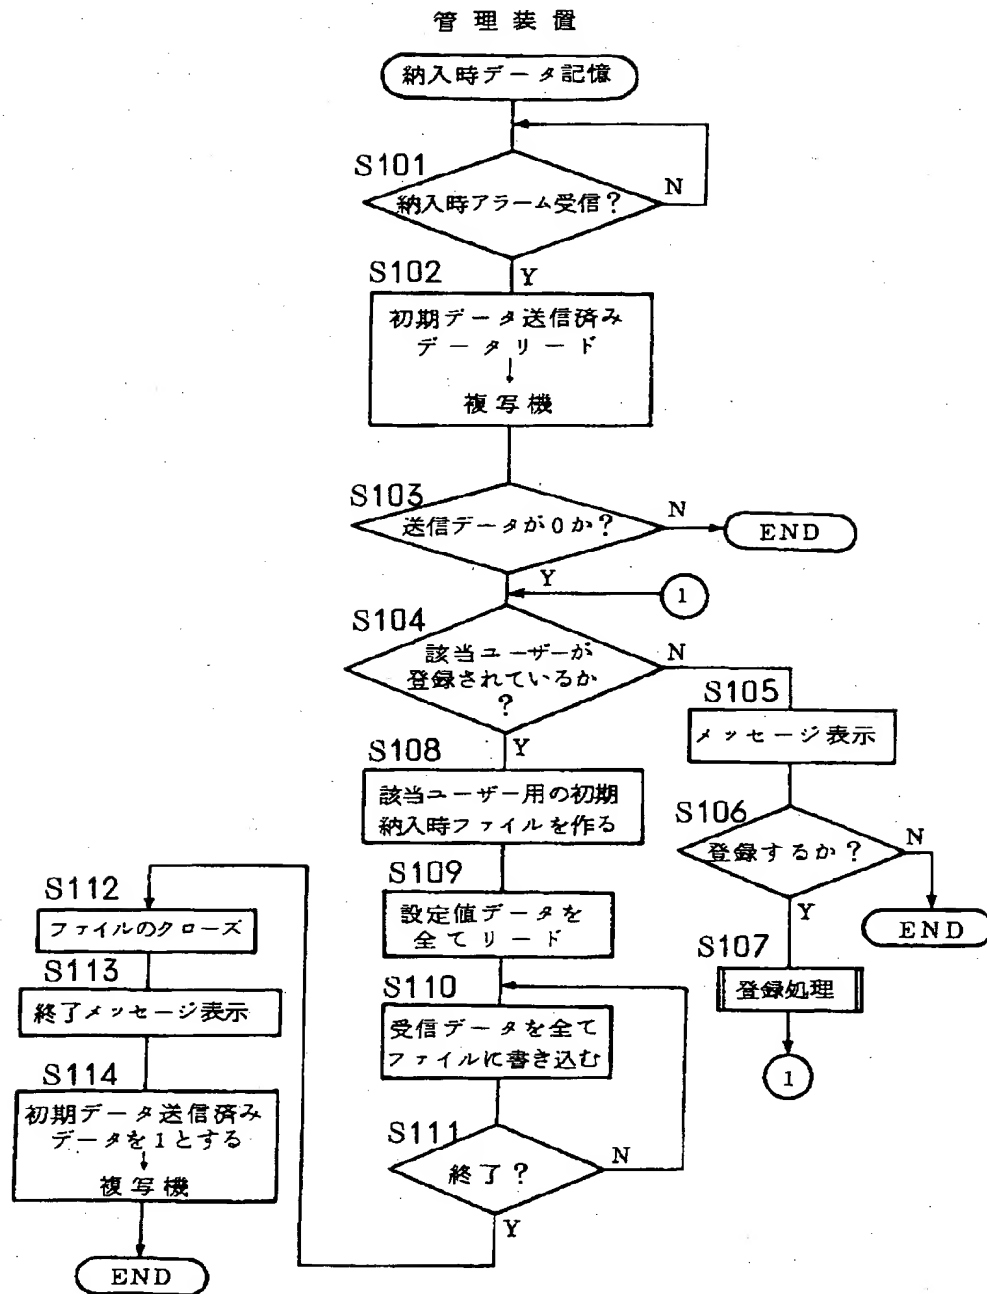 管理装置
納入時データ記憶
S101
納入時アラーム受信?
N
Y
S102
初期データ送信済み
データリード
↓
複写機
S103
送信データが0か?
N
END
Y
1
S104
該当ユーザーが
登録されているか
?
N
Y
S105
メッセージ表示
S106
登録するか?
N
END
Y
S107
登録処理
1
S108
該当ユーザー用の初期
納入時ファイルを作る
S109
設定値データを
全てリード
S110
受信データを全て
ファイルに書き込む
S111
終了?
N
Y
S112
ファイルのクローズ
S113
終了メッセージ表示
S114
初期データ送信済み
データを1とする
↓
複写機
END